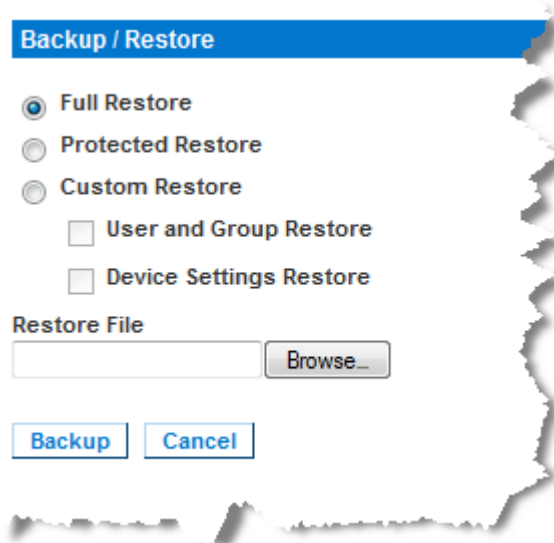 Backup / Restore
Full Restore
Protected Restore
Custom Restore
User and Group Restore
Device Settings Restore
Restore File
Browse...
Backup Cancel